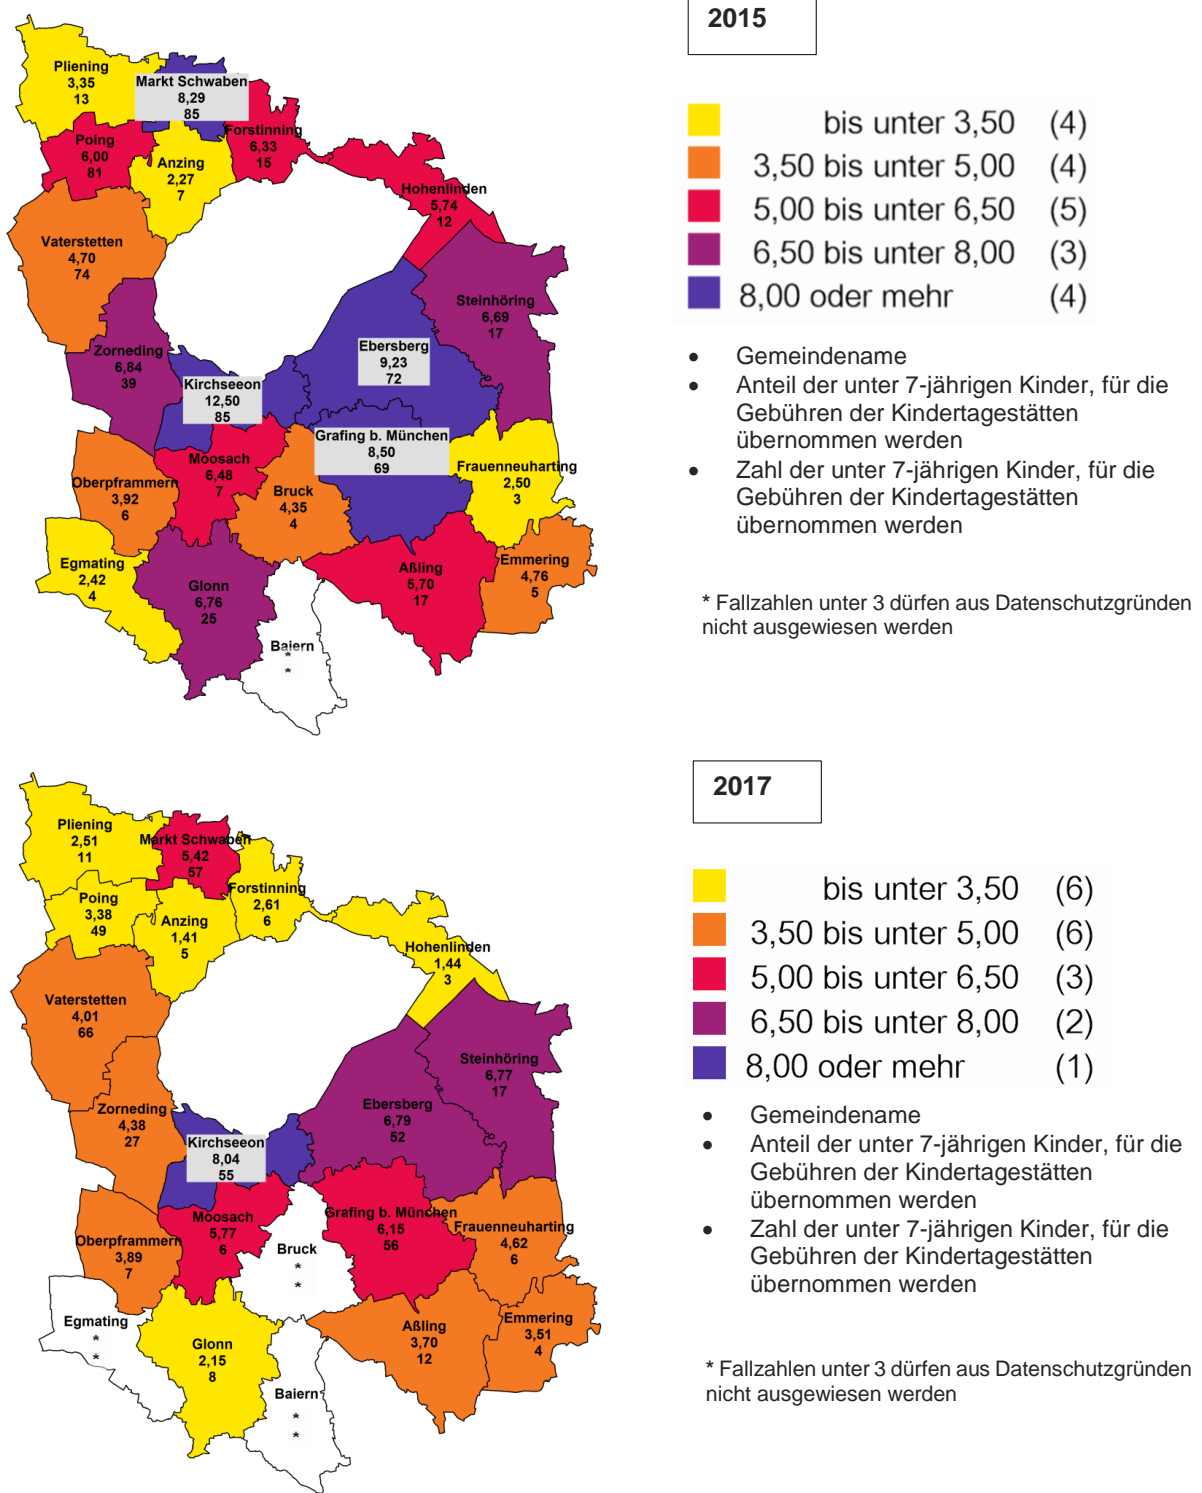 2015
Pliening
3,35
13
Markt Schwaben
8,29
85
Poing
6,00
81
Anzing
2,27
7
Forstinning
6,33
15
Hohenlinden
5,74
12
Vaterstetten
4,70
74
Steinhöring
6,69
17
Zorneding
6,84
39
Ebersberg
9,23
72
Kirchseeon
12,50
85
Grafing b. München
8,50
69
Moosach
6,48
7
Frauenneuharting
2,50
3
Oberpframmern
3,92
6
Bruck
4,35
4
Egmating
2,42
4
Glonn
6,76
25
Aßling
5,70
17
Emmering
4,76
5
Baiern
*
*
bis unter 3,50 (4)
3,50 bis unter 5,00 (4)
5,00 bis unter 6,50 (5)
6,50 bis unter 8,00 (3)
8,00 oder mehr (4)
• Gemeindename
• Anteil der unter 7-jährigen Kinder, für die
Gebühren der Kindertagestätten
übernommen werden
• Zahl der unter 7-jährigen Kinder, für die
Gebühren der Kindertagestätten
übernommen werden
* Fallzahlen unter 3 dürfen aus Datenschutzgründen
nicht ausgewiesen werden
2017
Pliening
2,51
11
Markt Schwaben
5,42
57
Poing
3,38
49
Anzing
1,41
5
Forstinning
2,61
6
Hohenlinden
1,44
3
Vaterstetten
4,01
66
Steinhöring
6,77
17
Zorneding
4,38
27
Ebersberg
6,79
52
Kirchseeon
8,04
55
Moosach
5,77
6
Grafing b. München
6,15
56
Frauenneuharting
4,62
6
Oberpframmern
3,89
7
Bruck
*
*
Egmating
*
*
Glonn
2,15
8
Aßling
3,70
12
Emmering
3,51
4
Baiern
*
*
bis unter 3,50 (6)
3,50 bis unter 5,00 (6)
5,00 bis unter 6,50 (3)
6,50 bis unter 8,00 (2)
8,00 oder mehr (1)
• Gemeindename
• Anteil der unter 7-jährigen Kinder, für die
Gebühren der Kindertagestätten
übernommen werden
• Zahl der unter 7-jährigen Kinder, für die
Gebühren der Kindertagestätten
übernommen werden
* Fallzahlen unter 3 dürfen aus Datenschutzgründen
nicht ausgewiesen werden